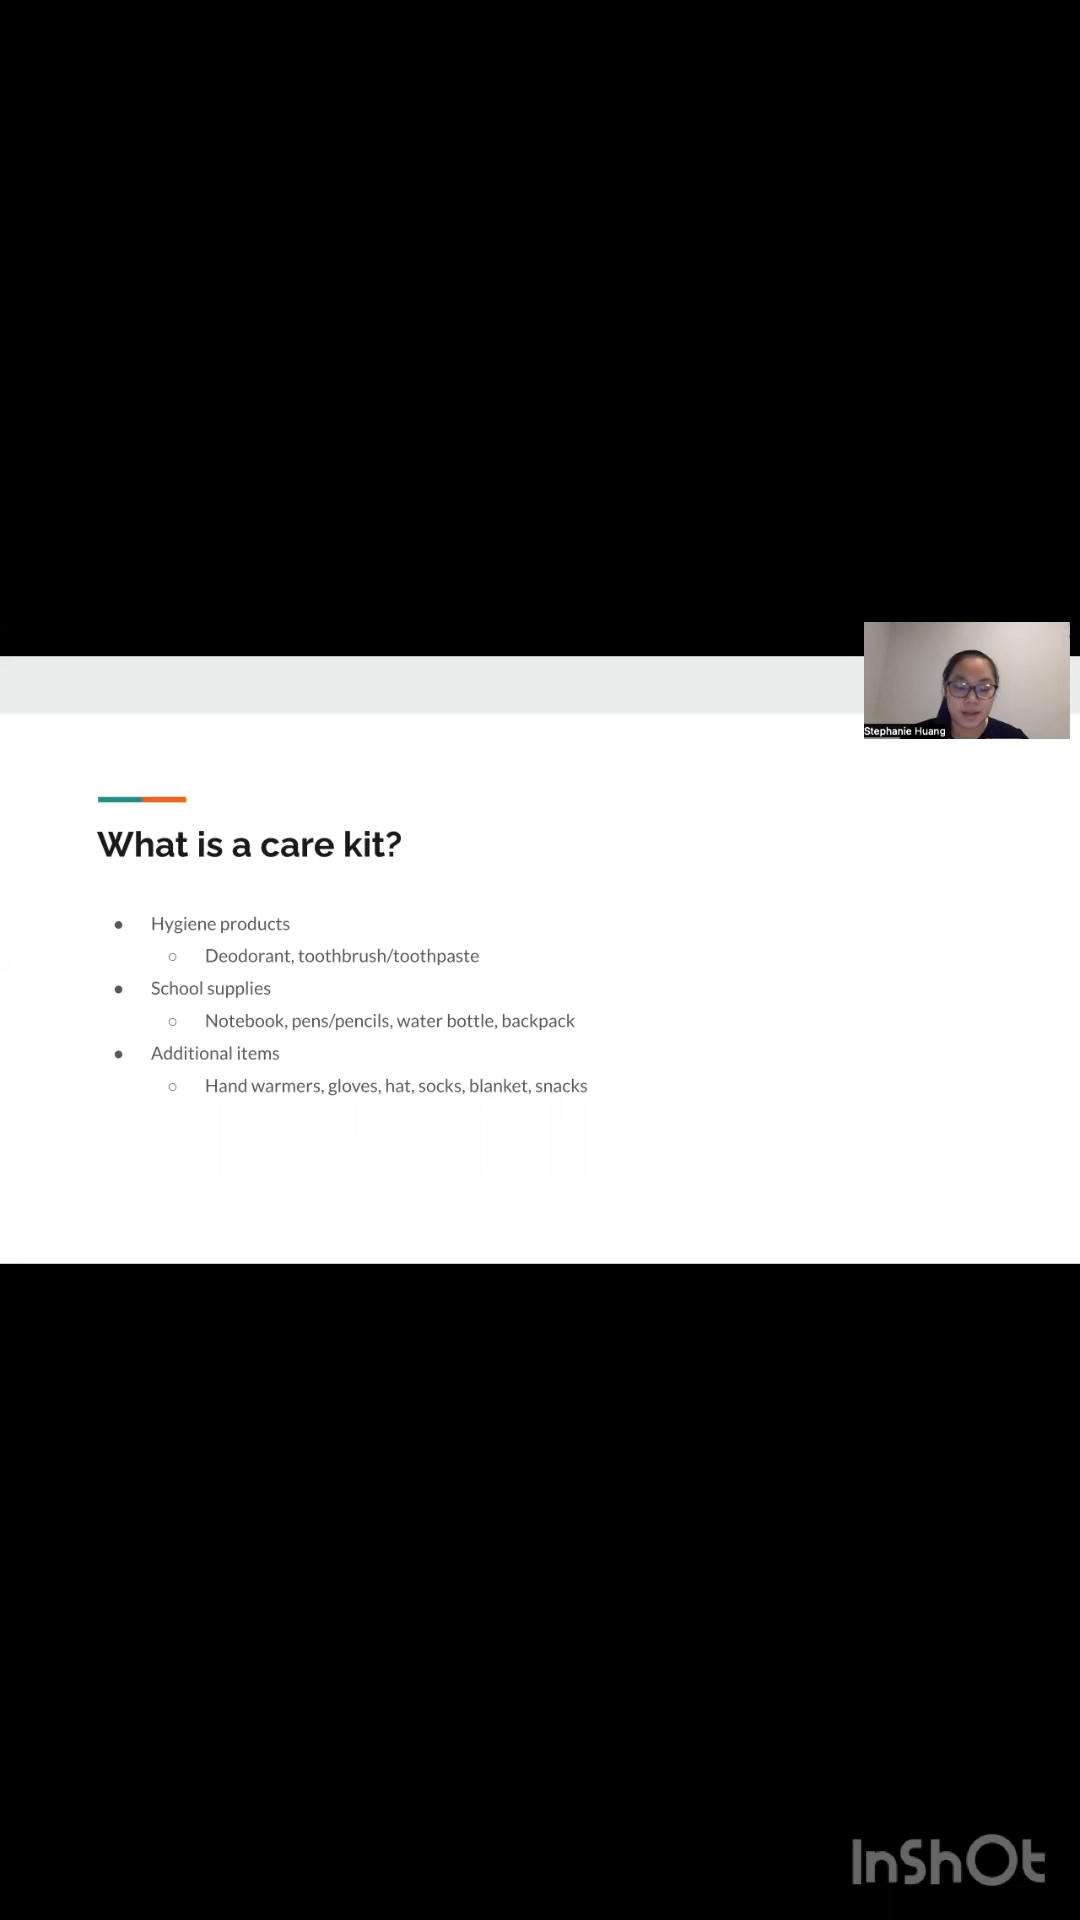 Stephanie Huang
What is a care kit?
● Hygiene products
○ Deodorant, toothbrush/toothpaste
● School supplies
○ Notebook, pens/pencils, water bottle, backpack
● Additional items
○ Hand warmers, gloves, hat, socks, blanket, snacks
InShOt